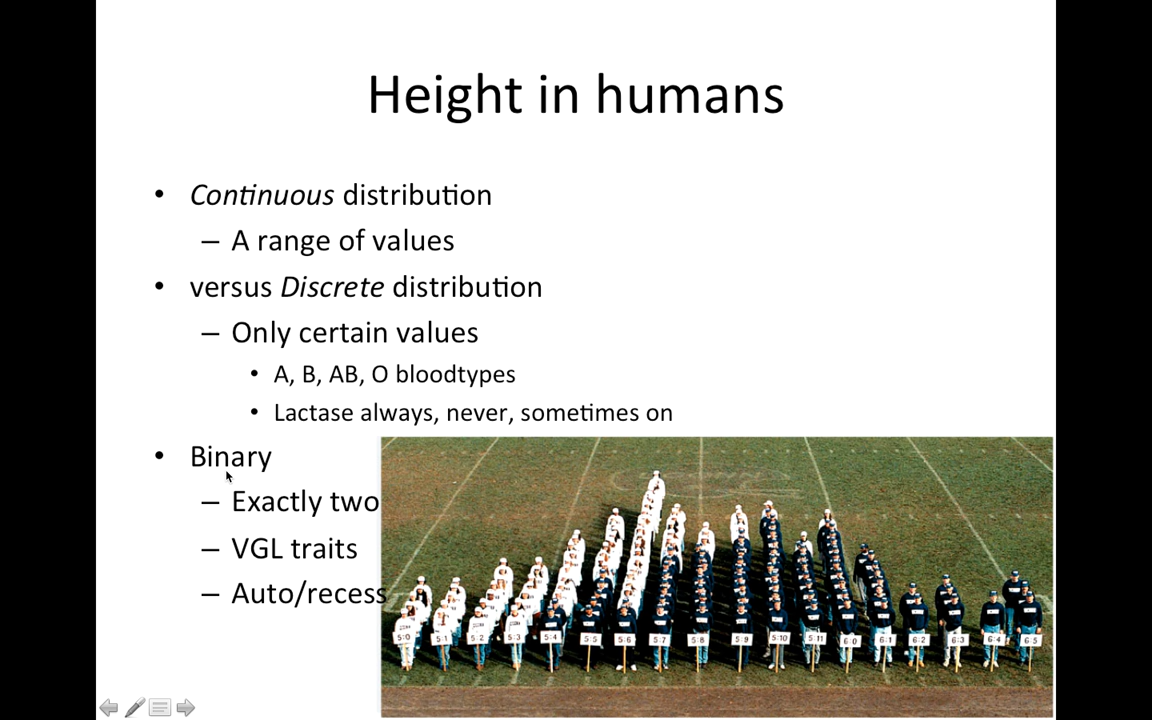 Height in humans
• Continuous distribution
– A range of values
• versus Discrete distribution
– Only certain values
• A, B, AB, O bloodtypes
• Lactase always, never, sometimes on
• Binary
– Exactly two
– VGL traits
– Auto/recess
5:0 5:1 5:2 5:3 5:4 5:5 5:6 5:7 5:8 5:9 5:10 5:11 6:0 6:1 6:2 6:3 6:4 6:5